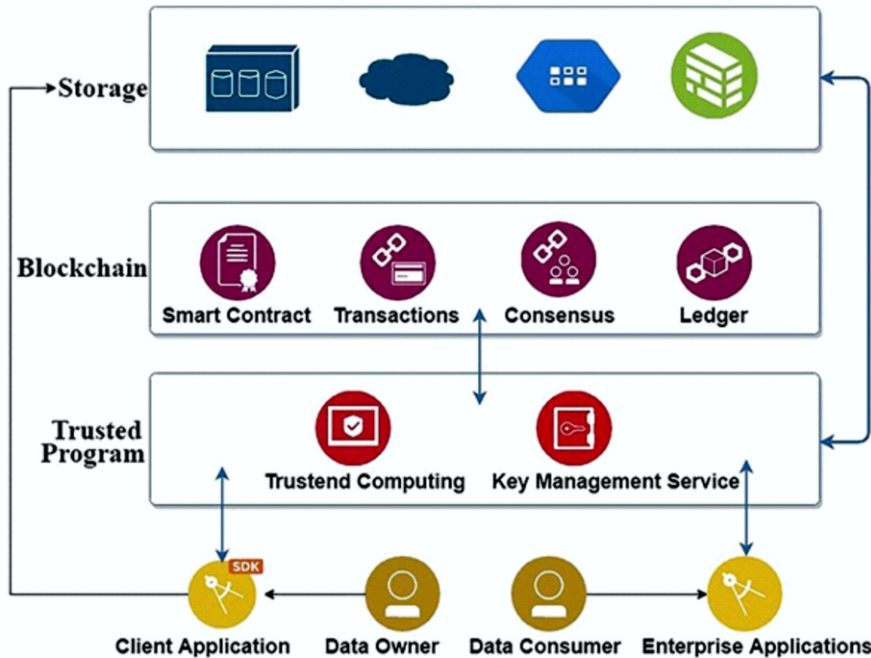 Storage
Blockchain
Smart Contract
Transactions
Consensus
Ledger
Trusted
Program
Trustend Computing
Key Management Service
SDK
Client Application
Data Owner
Data Consumer
Enterprise Applications